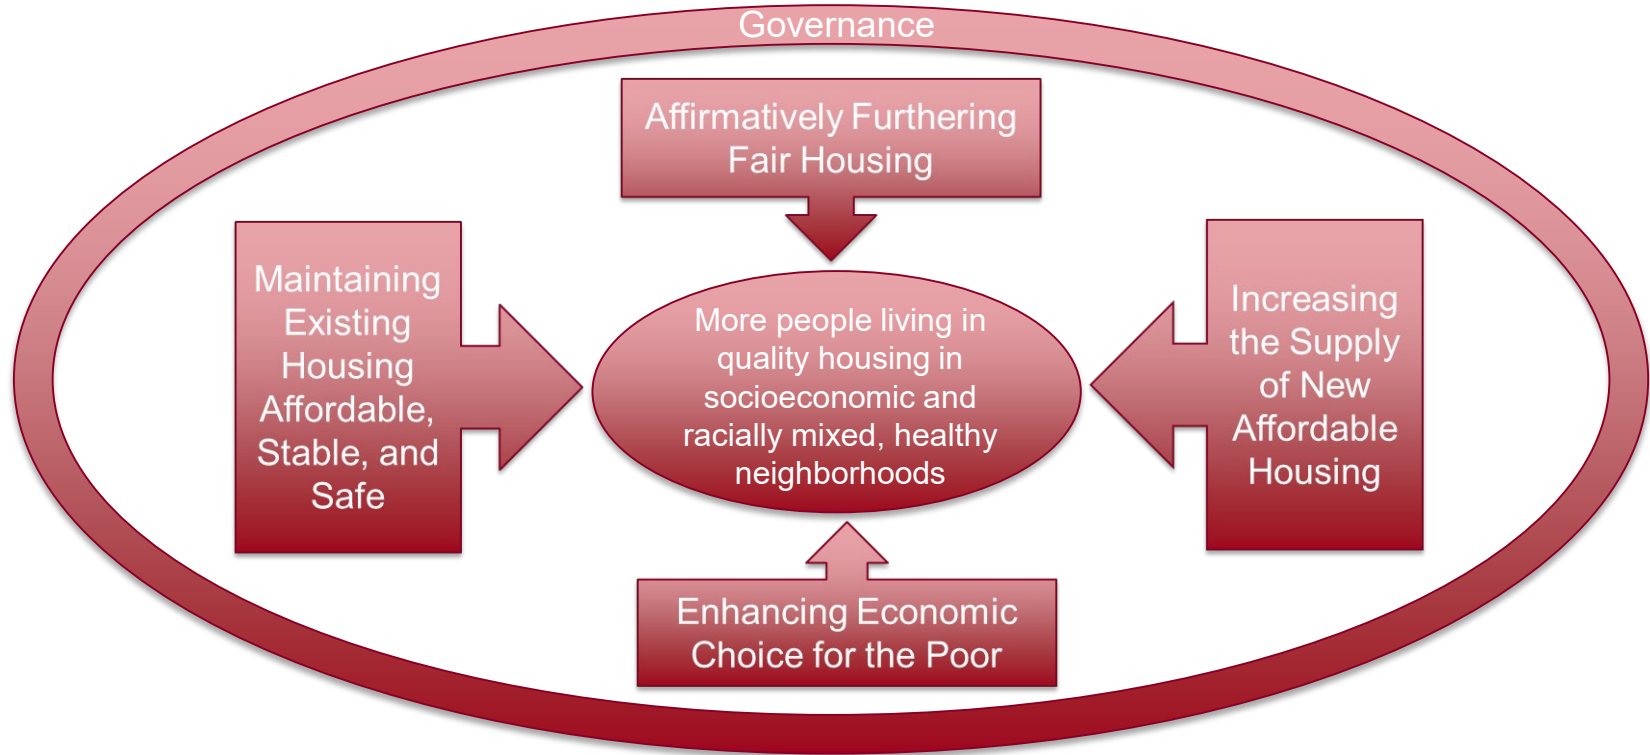 Governance
Affirmatively Furthering
Fair Housing
Maintaining
Existing
Housing
Affordable,
Stable, and
Safe
More people living in
quality housing in
socioeconomic and
racially mixed, healthy
neighborhoods
Increasing
the Supply
of New
Affordable
Housing
Enhancing Economic
Choice for the Poor